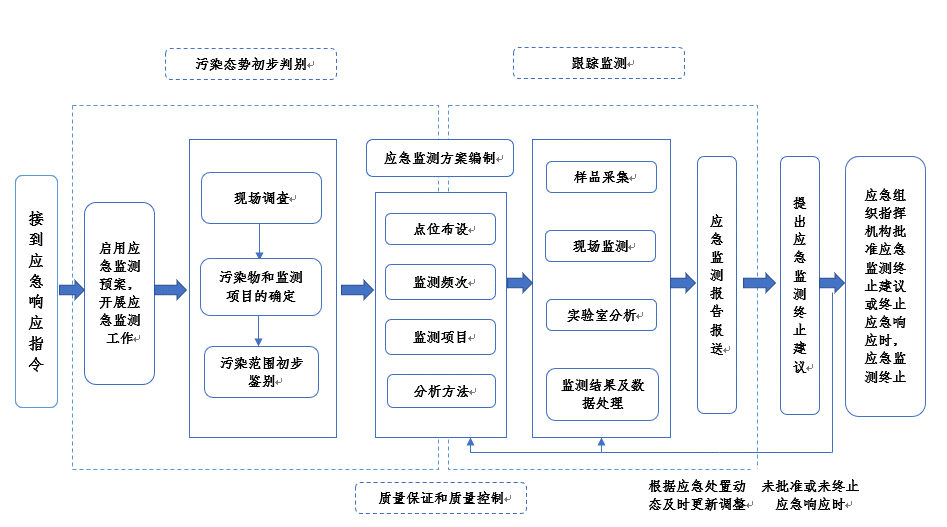 污染态势初步判别
跟踪监测
接
到
应
急
响
应
指
令
启用应
急监测
预案，
开展应
急监测
工作
现场调查
污染物和监测
项目的确定
污染范围初步
鉴别
应急监测方案编制
点位布设
监测频次
监测项目
分析方法
样品采集
现场监测
实验室分析
监测结果及数
据处理
应
急
监
测
报
告
报
送
提
出
应
急
监
测
终
止
建
议
应急组
织指挥
机构批
准应急
监测终
止建议
或终止
应急响
应时，
应急监
测终止
质量保证和质量控制
根据应急处置动
态及时更新调整
未批准或未终止
应急响应时